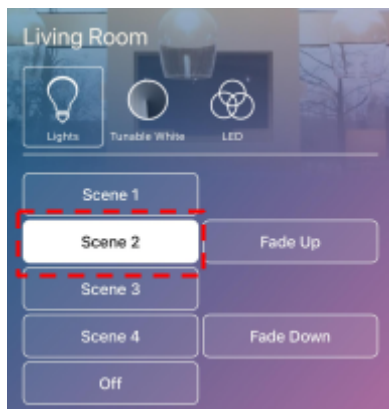 Living Room
Lights Tunable White LED
Scene 1
Scene 2 Fade Up
Scene 3
Scene 4 Fade Down
Off